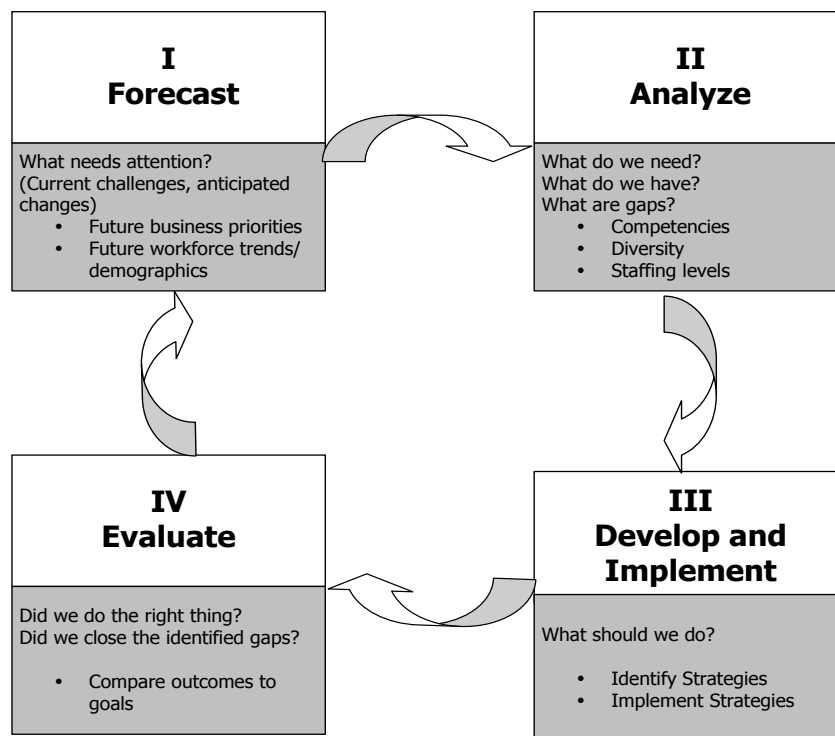 I
Forecast
What needs attention?
(Current challenges, anticipated
changes)
• Future business priorities
• Future workforce trends/
demographics
II
Analyze
What do we need?
What do we have?
What are gaps?
• Competencies
• Diversity
• Staffing levels
III
Develop and
Implement
What should we do?
• Identify Strategies
• Implement Strategies
IV
Evaluate
Did we do the right thing?
Did we close the identified gaps?
• Compare outcomes to
goals